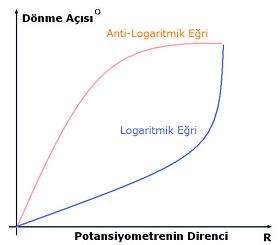 Dönme Açısı O
Anti-Logaritmik Eğri
Logaritmik Eğri
Potansiyometrenin Direnci
R